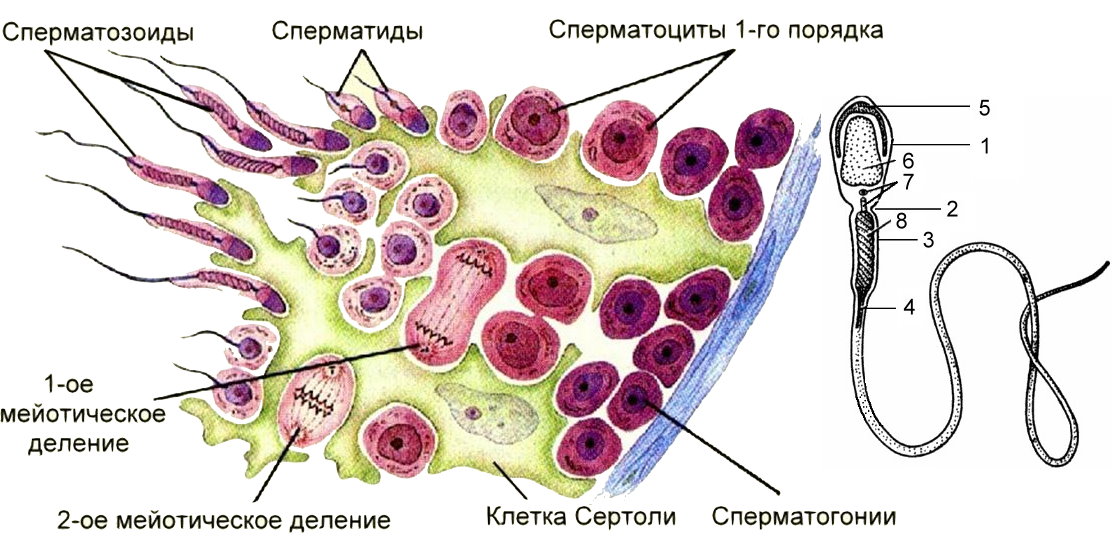 Сперматозоиды
Сперматиды
Сперматоциты 1-го порядка
5
1
6
7
2
8
3
4
1-ое
мейотическое
деление
2-ое мейотическое деление
Клетка Сертоли
Сперматогонии